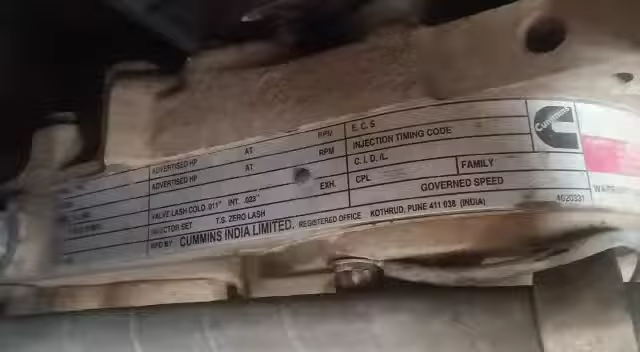 ADVERTISED HP AT RPM
ADVERTISED HP AT RPM
VALVE LASH COLD .011" INT. .023" EXH.
INJECTOR SET T.S. ZERO LASH
MFD BY CUMMINS INDIA LIMITED. REGISTERED OFFICE KOTHRUD, PUNE 411 038 (INDIA)
E. C. S
INJECTION TIMING CODE
C. I. D. /L.
CPL FAMILY
GOVERNED SPEED
4620331
Cummins